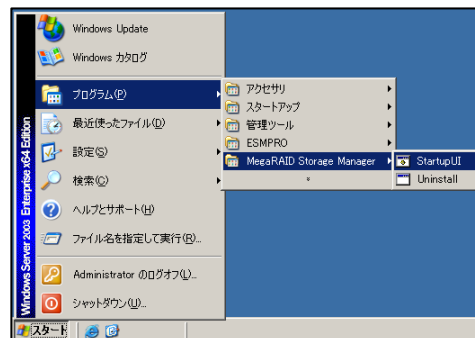 Windows Update
Windows カタログ
プログラム(P)
最近使ったファイル(D)
設定(S)
検索(C)
ヘルプとサポート(H)
ファイル名を指定して実行(R)...
Administrator のログオフ(L)...
シャットダウン(U)...
Windows Server 2003 Enterprise x64 Edition
スタート
アクセサリ
スタートアップ
管理ツール
ESMPRO
MegaRAID Storage Manager
StartupUI
Uninstall